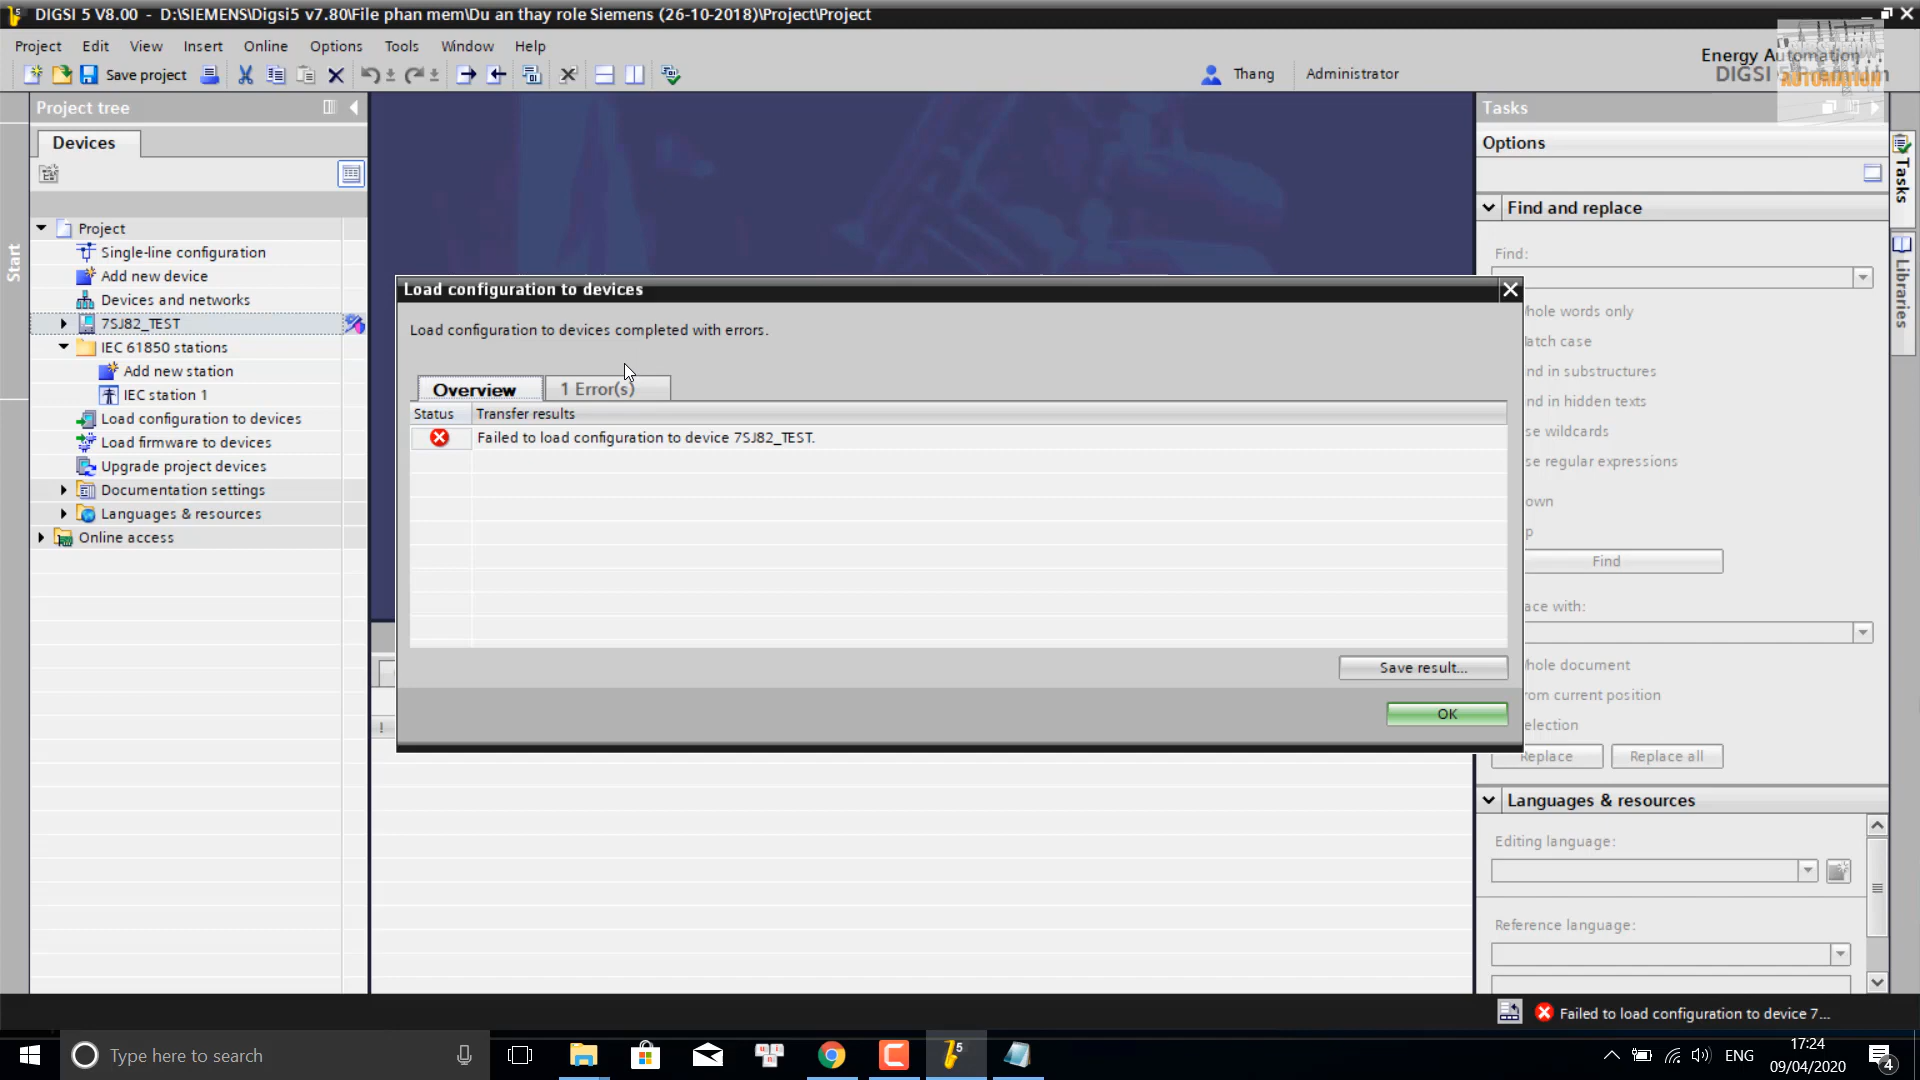 DIGSI 5 V8.00 - D:\SIEMENS\Digsi5 v7.80\File phan mem\Du an thay role Siemens (26-10-2018)\Project\Project
Project Edit View Insert Online Options Tools Window Help
Save project
Thang
Administrator
Energy Automation
DIGSI 5 Premium
AUTOMATION
Project tree
Devices
Start
Project
Single-line configuration
Add new device
Devices and networks
7SJ82_TEST
IEC 61850 stations
Add new station
IEC station 1
Load configuration to devices
Load firmware to devices
Upgrade project devices
Documentation settings
Languages & resources
Online access
Load configuration to devices
Load configuration to devices completed with errors.
Overview
1 Error(s)
Status Transfer results
Failed to load configuration to device 7SJ82_TEST.
Save result...
OK
!
Tasks
Options
Find and replace
Find:
hole words only
atch case
nd in substructures
nd in hidden texts
se wildcards
se regular expressions
own
p
Find
ace with:
hole document
rom current position
election
Replace
Replace all
Languages & resources
Editing language:
Reference language:
Tasks
Libraries
Failed to load configuration to device 7...
Type here to search
ENG
17:24
09/04/2020
4